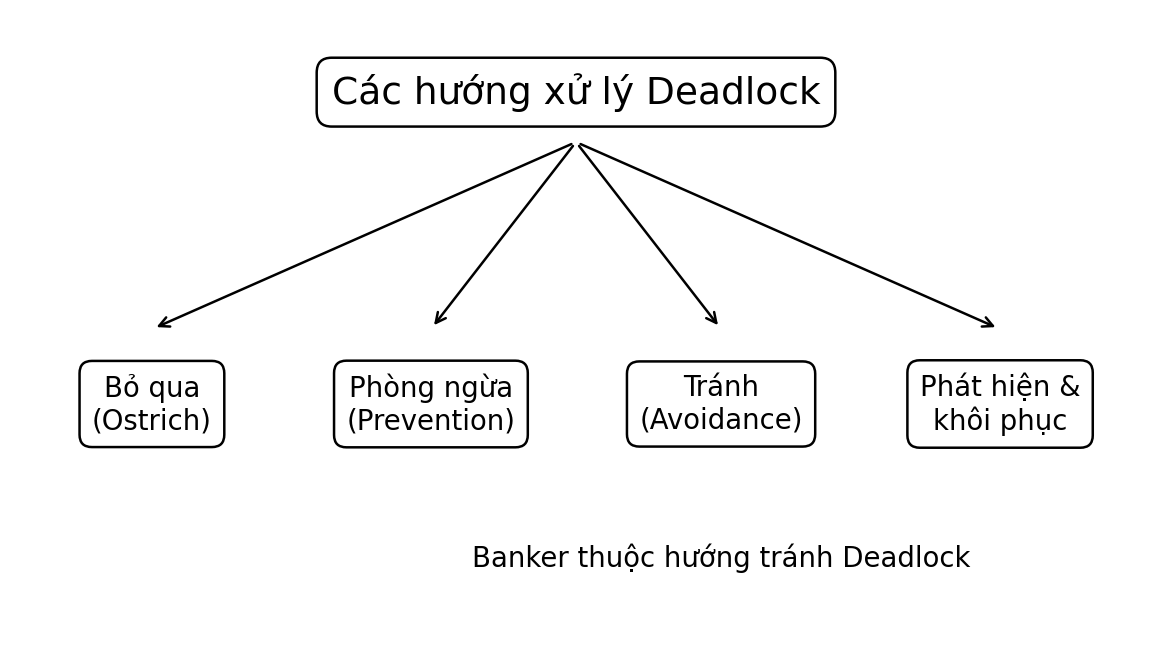 Các hướng xử lý Deadlock
Bỏ qua
(Ostrich)
Phòng ngừa
(Prevention)
Tránh
(Avoidance)
Phát hiện &
khôi phục
Banker thuộc hướng tránh Deadlock